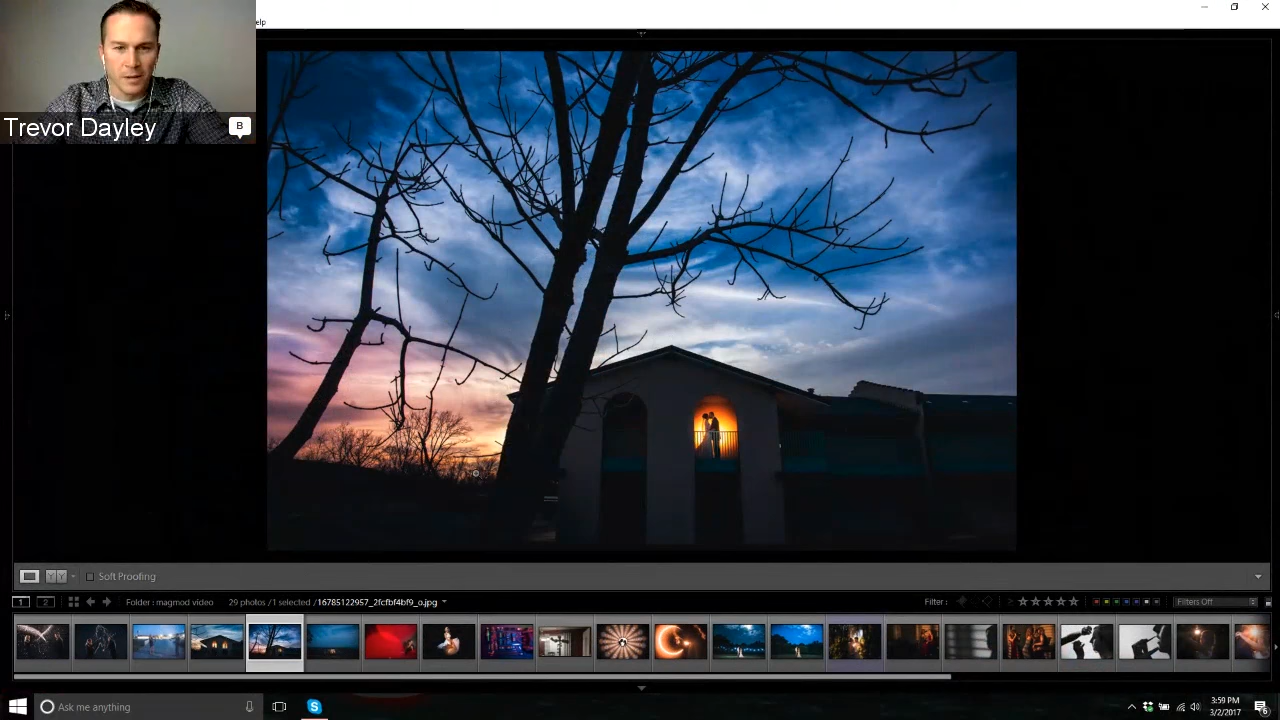 elp
Trevor Dayley
B
Soft Proofing
1 2 Folder : magmod video 29 photos /1 selected /16785122957_2fcfbf4bf9_o.jpg Filter : Filters Off
Ask me anything
3:59 PM
3/2/2017
6